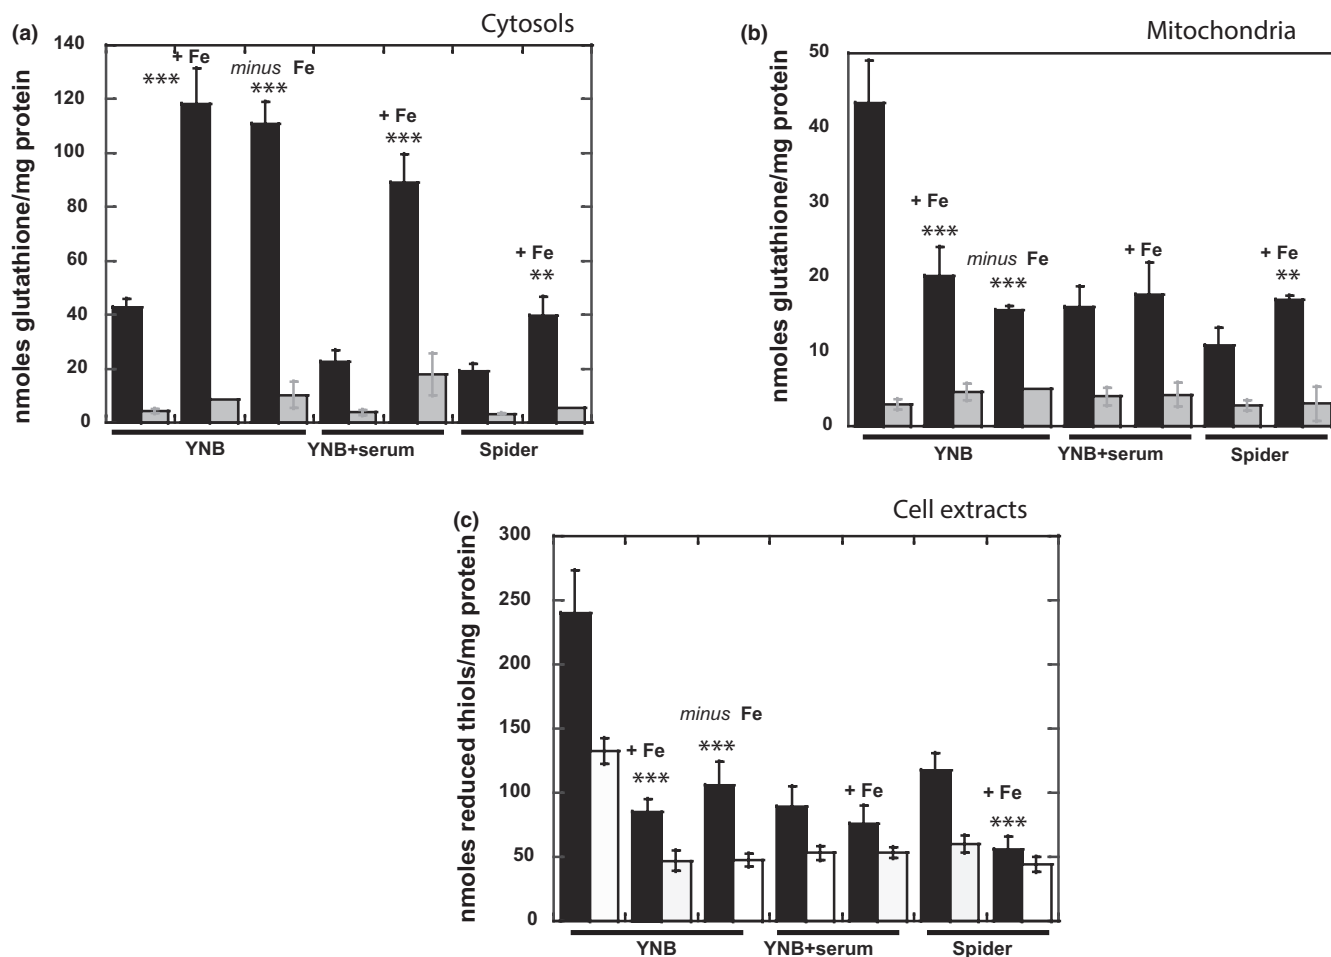 (a)
Cytosols
nmoles glutathione/mg protein
140
120
100
80
60
40
20
0
+ Fe
***
minus Fe
***
+ Fe
***
+ Fe
**
YNB
YNB+serum
Spider
(b)
Mitochondria
nmoles glutathione/mg protein
50
40
30
20
10
0
+ Fe
***
minus Fe
***
+ Fe
+ Fe
**
YNB
YNB+serum
Spider
(c)
Cell extracts
nmoles reduced thiols/mg protein
300
250
200
150
100
50
0
+ Fe
***
minus Fe
***
+ Fe
+ Fe
***
YNB
YNB+serum
Spider